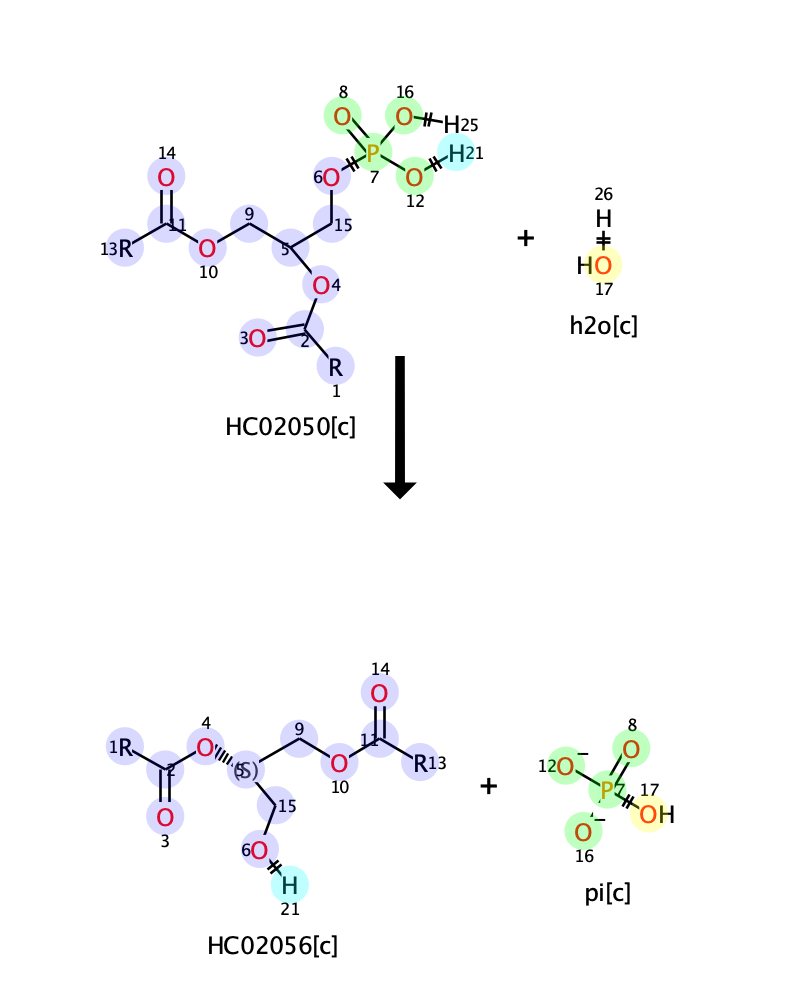 8 16
O O H25
14 P H21
O 6O 7 O
12
9 15
11
13R O 5
10 O4
3O 2
R
1
HC02050[c]
+
26
H
HO
17
h2o[c]
14
O
4 9
1R O 11
2 5(S) O R13
10
O 15
3 6O
H
21
HC02056[c]
+
8
12O− O
P7 17
− OH
O
16
pi[c]